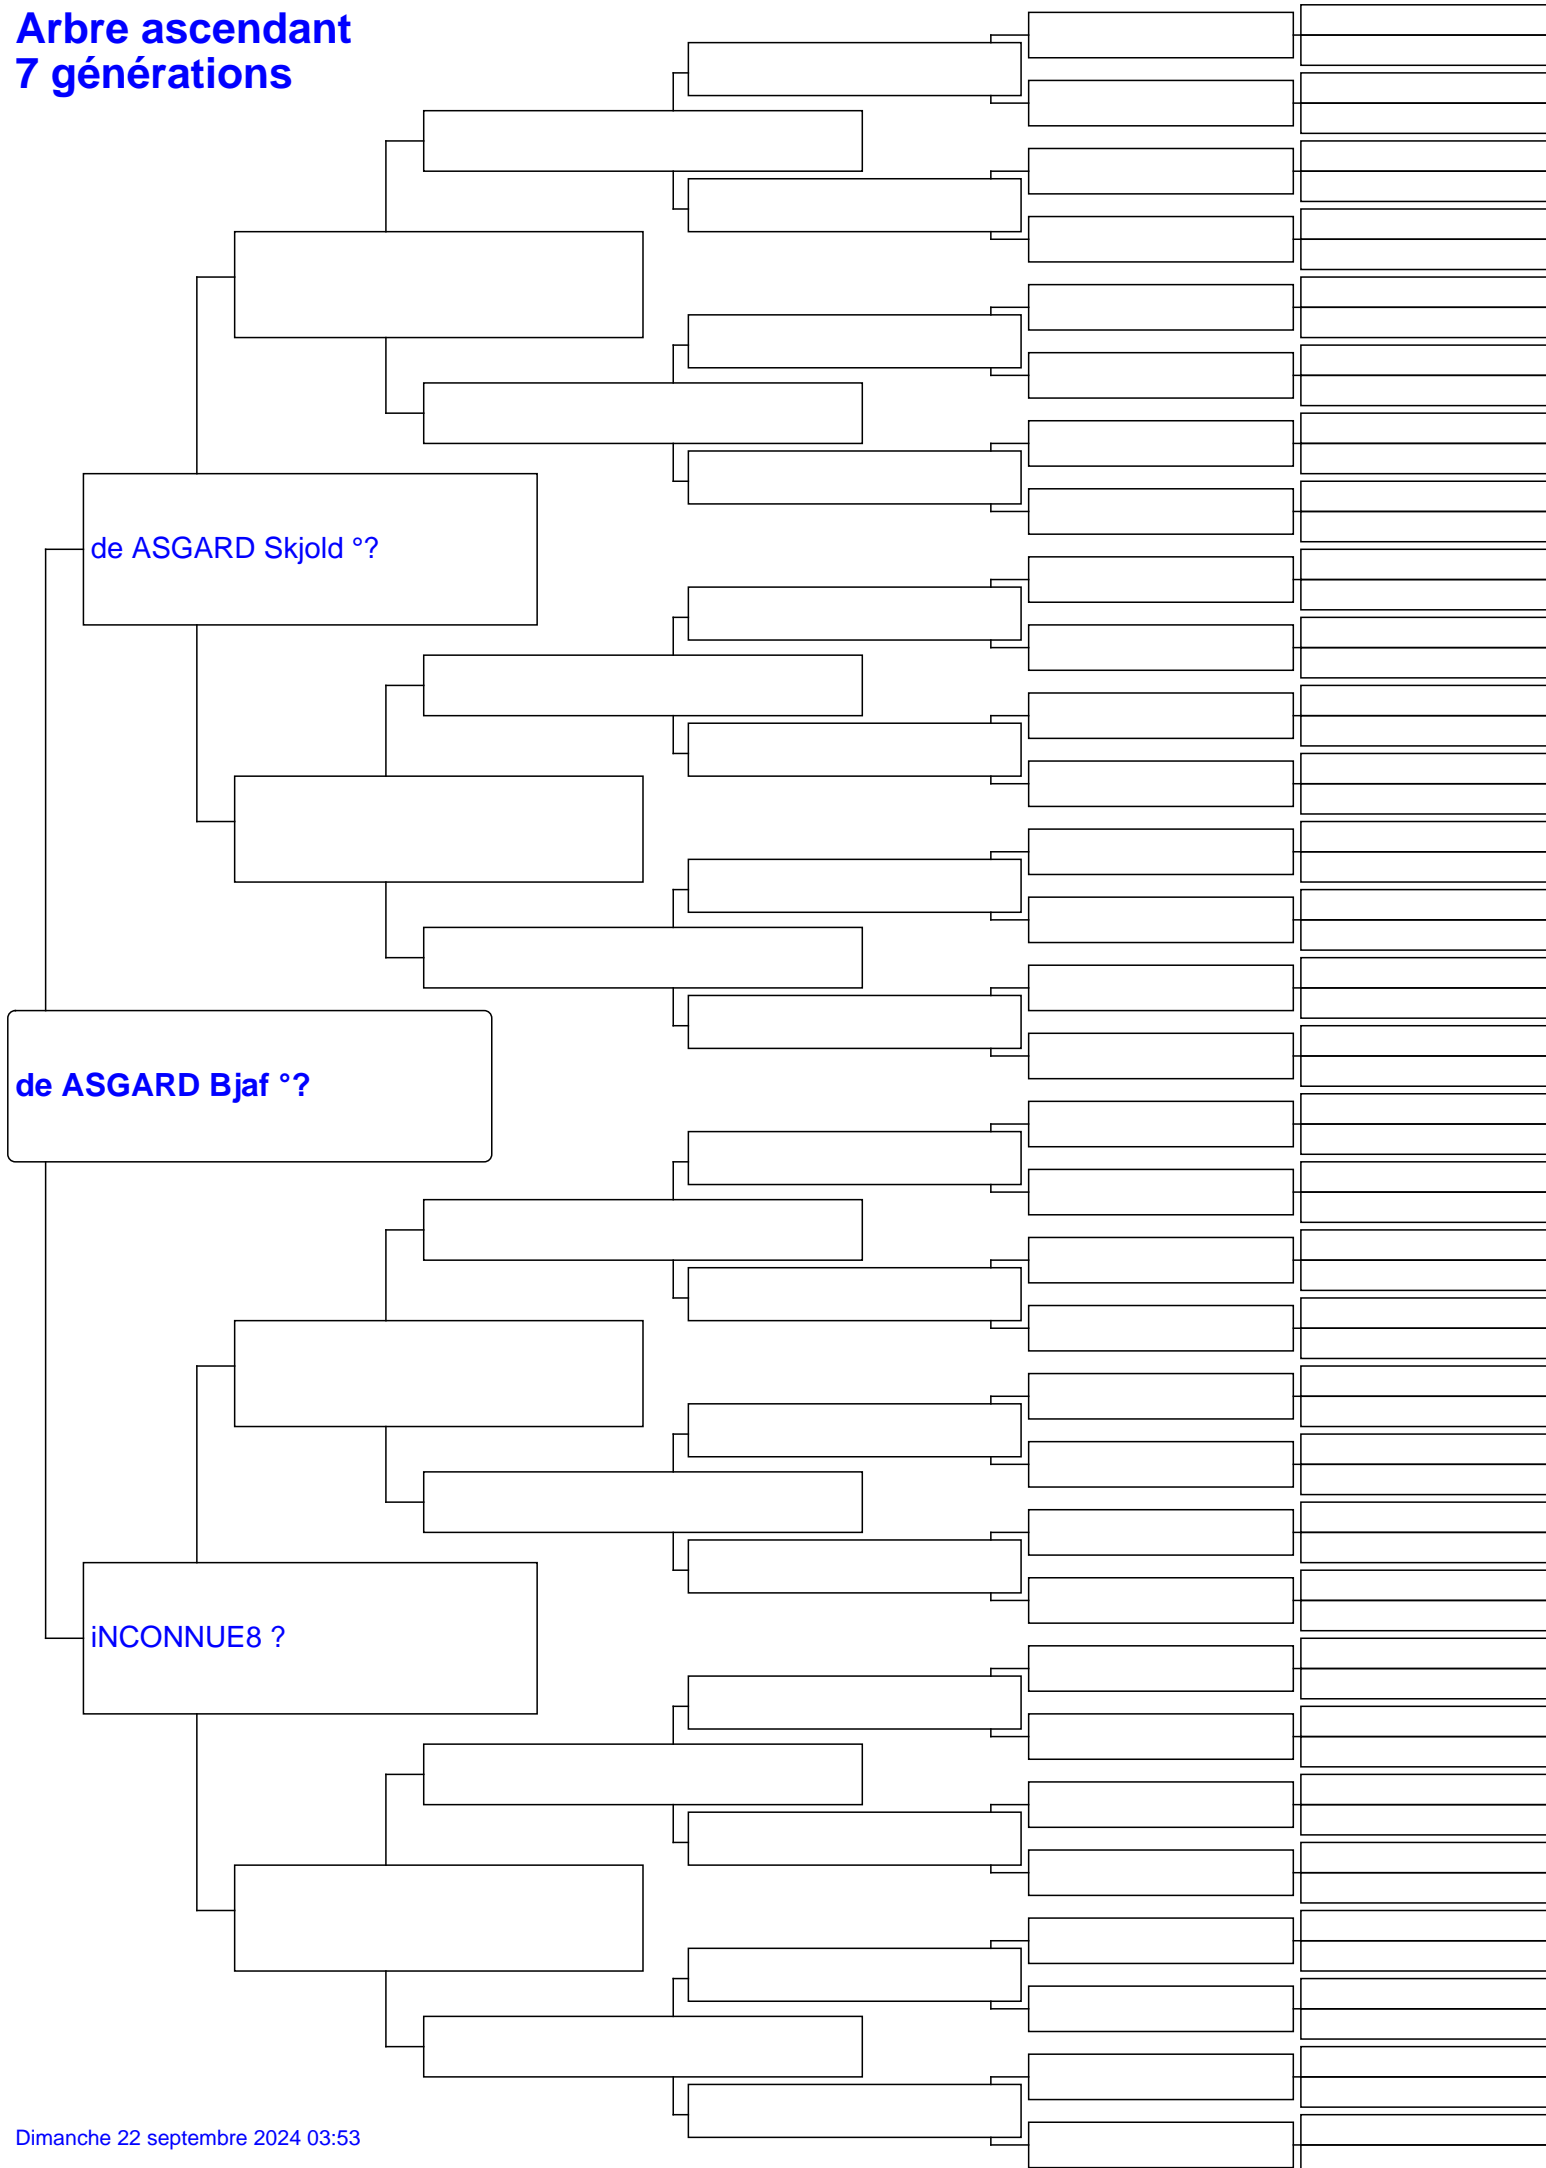 Arbre ascendant
7 générations
de ASGARD Skjold °?
de ASGARD Bjaf °?
iNCONNUE8 ?
Dimanche 22 septembre 2024 03:53